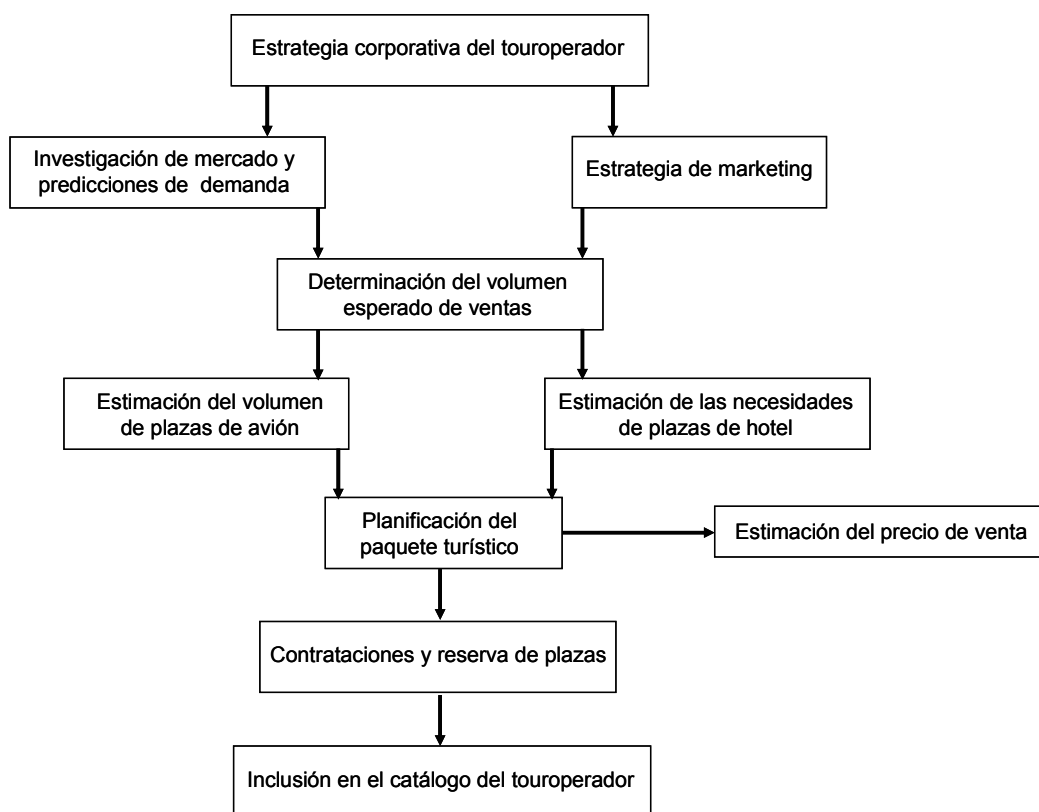 Estrategia corporativa del touroperador
Investigación de mercado y
predicciones de demanda
Estrategia de marketing
Determinación del volumen
esperado de ventas
Estimación del volumen
de plazas de avión
Estimación de las necesidades
de plazas de hotel
Planificación del
paquete turístico
Estimación del precio de venta
Contrataciones y reserva de plazas
Inclusión en el catálogo del touroperador